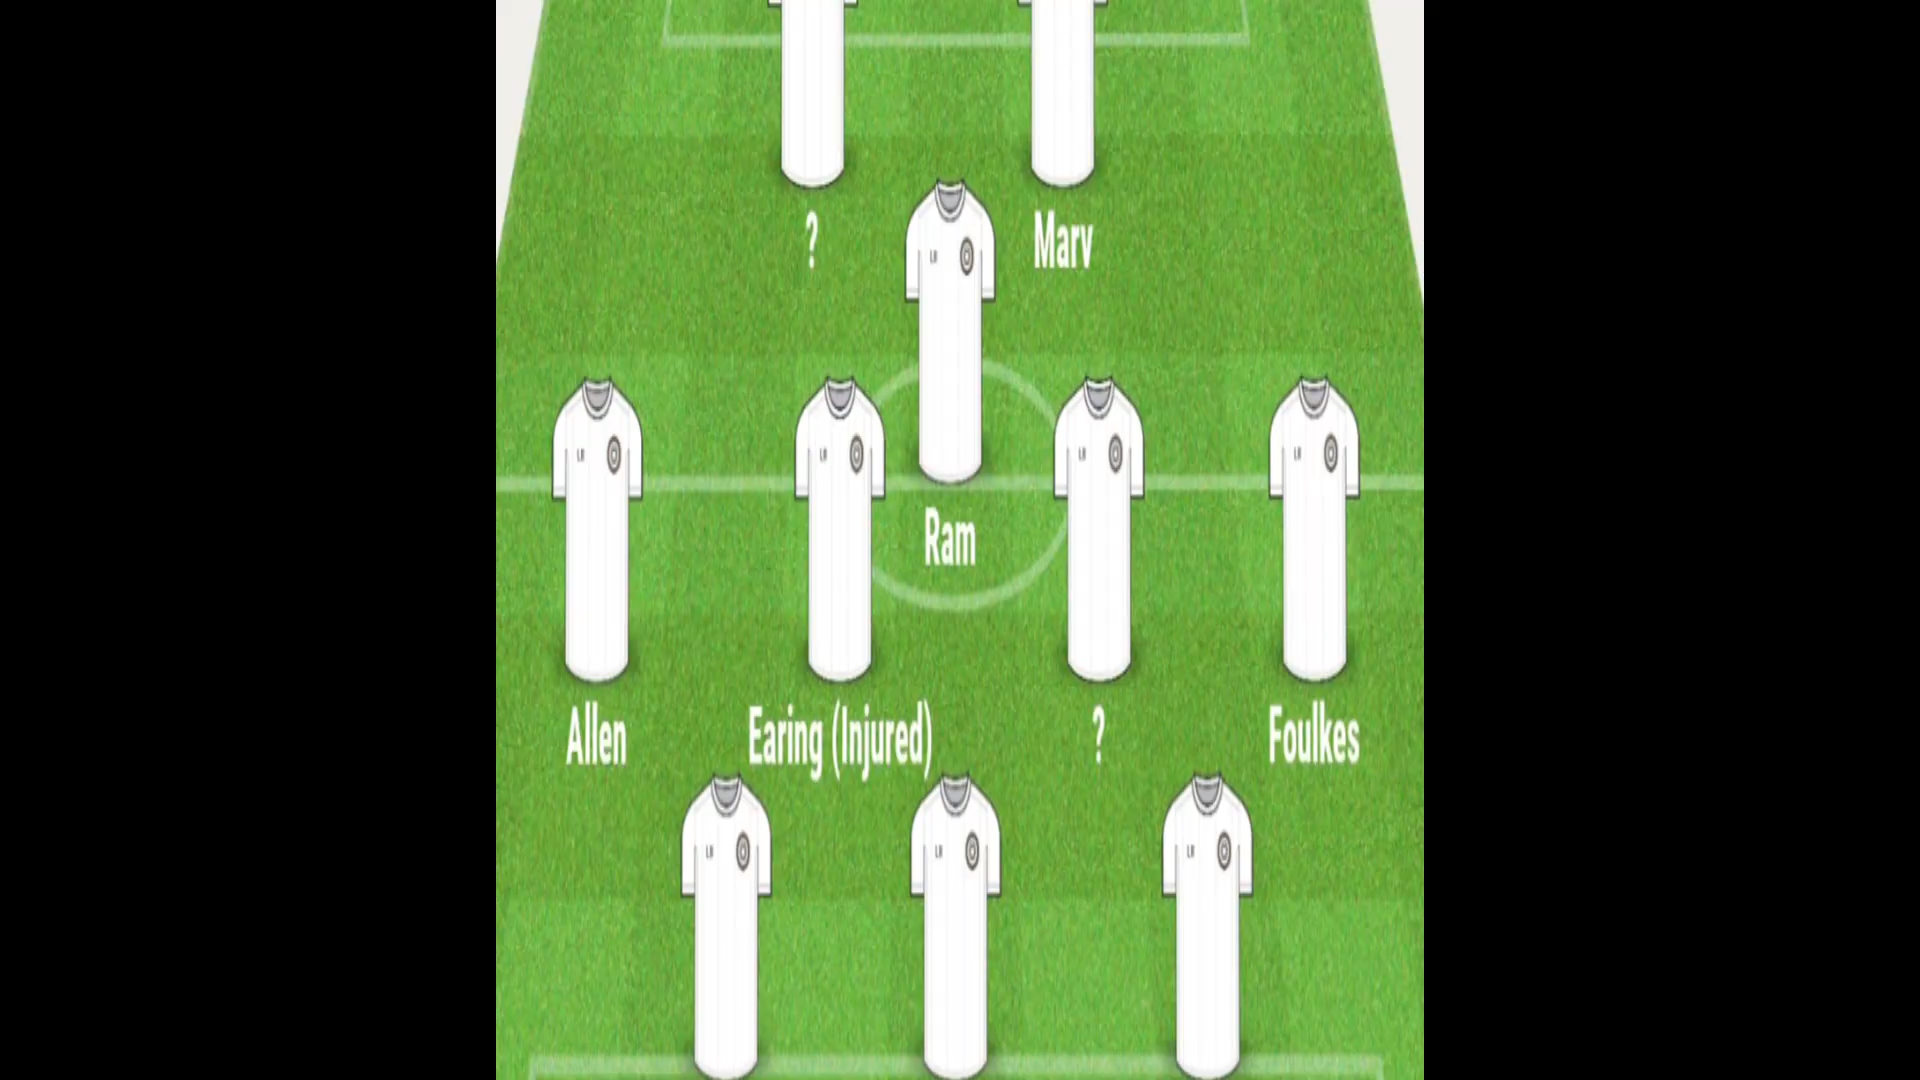 ?
Marv
Ram
Allen
Earing (Injured)
?
Foulkes